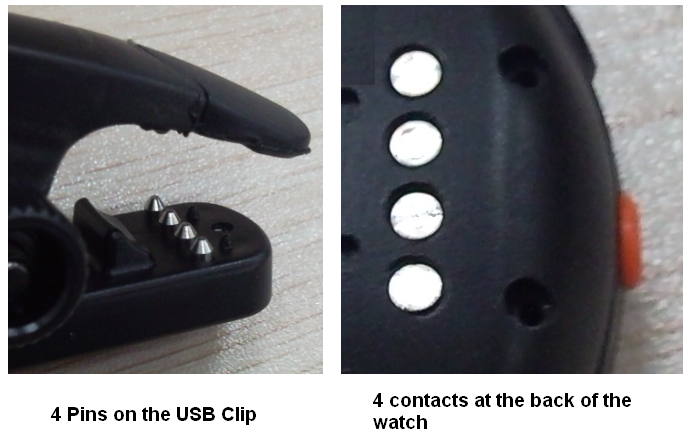 4 Pins on the USB Clip
4 contacts at the back of the
watch